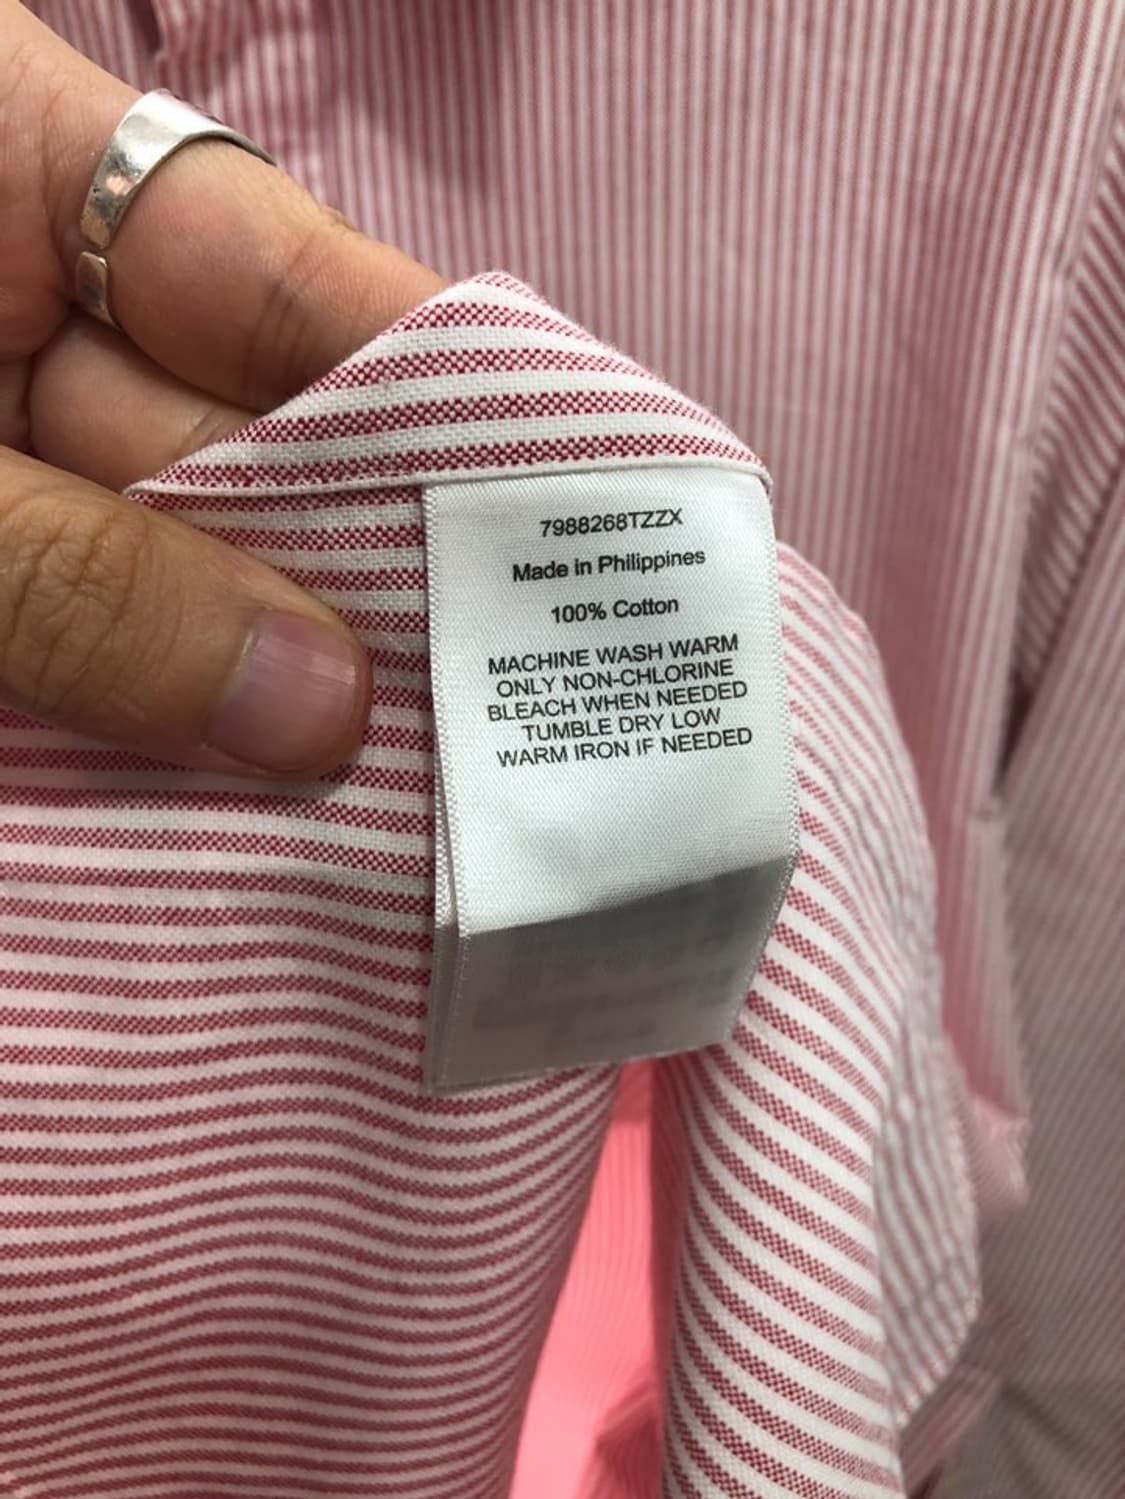 7988268TZZX
Made in Philippines
100% Cotton
MACHINE WASH WARM
ONLY NON-CHLORINE
BLEACH WHEN NEEDED
TUMBLE DRY LOW
WARM IRON IF NEEDED